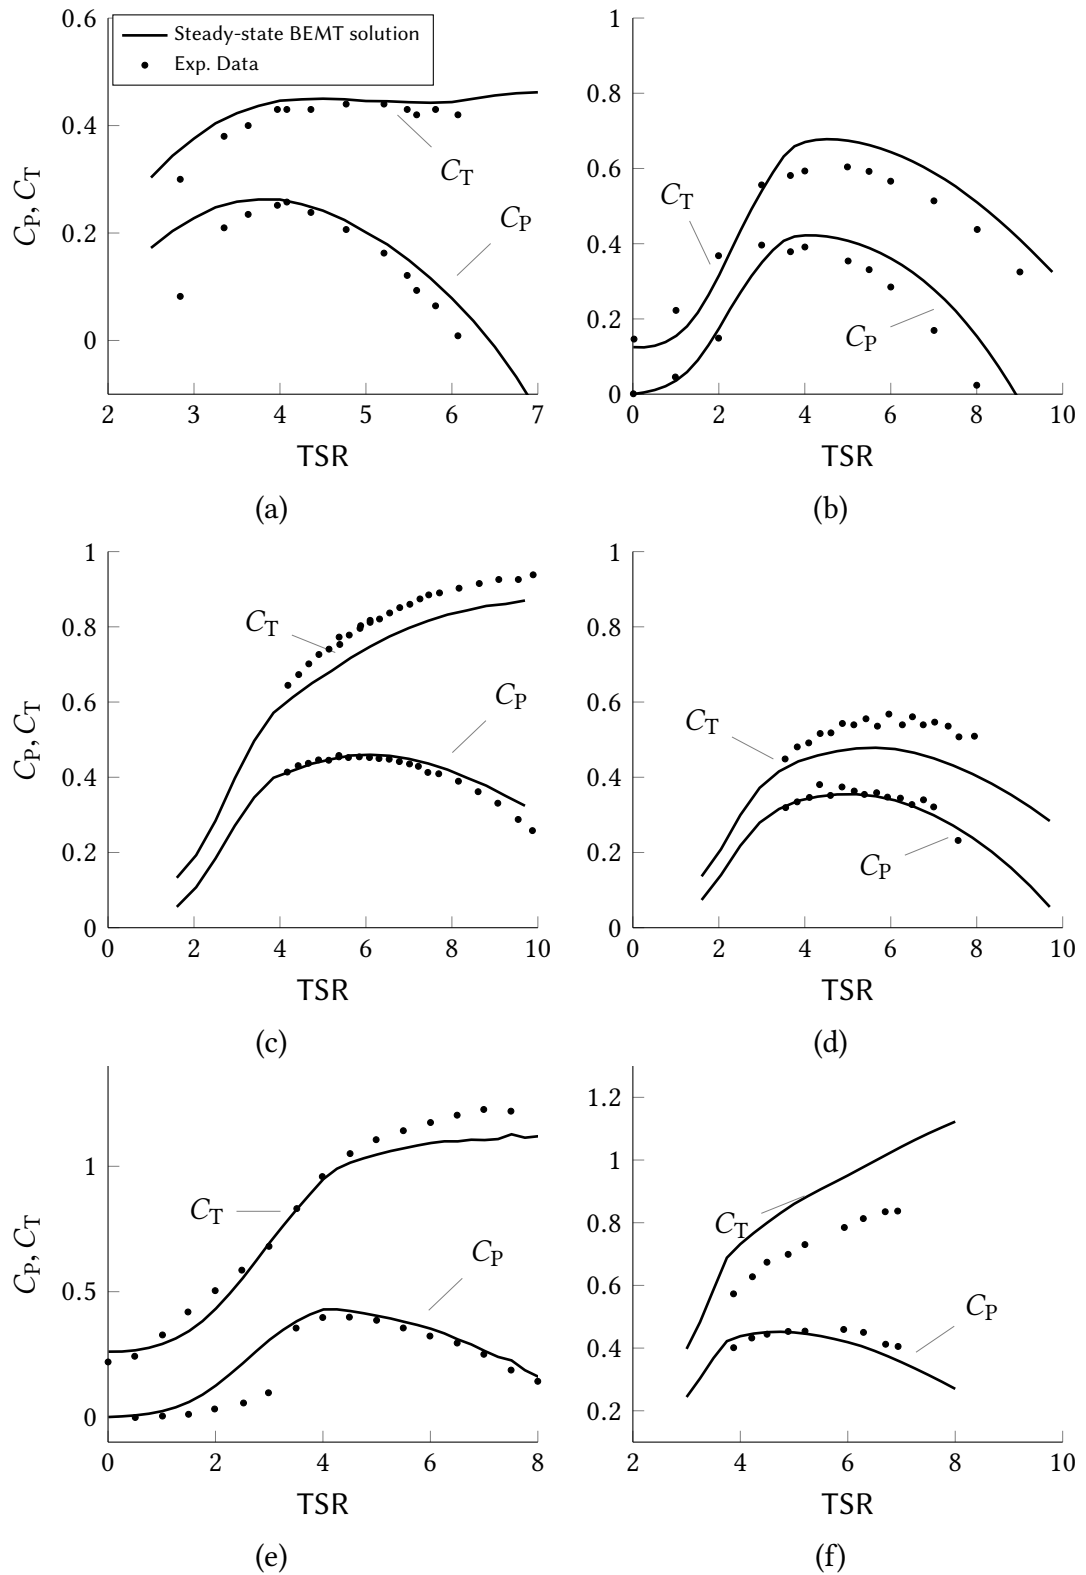 0.6
Steady-state BEMT solution
Exp. Data
0.4
0.2
0
C_P, C_T
C_T
C_P
2 3 4 5 6 7
TSR
(a)
1
0.8
0.6
0.4
0.2
0
C_T
C_P
0 2 4 6 8 10
TSR
(b)
1
0.8
0.6
0.4
0.2
0
C_P, C_T
C_T
C_P
0 2 4 6 8 10
TSR
(c)
1
0.8
0.6
0.4
0.2
0
C_T
C_P
0 2 4 6 8 10
TSR
(d)
1
0.5
0
C_P, C_T
C_T
C_P
0 2 4 6 8
TSR
(e)
1.2
1
0.8
0.6
0.4
0.2
C_T
C_P
2 4 6 8 10
TSR
(f)